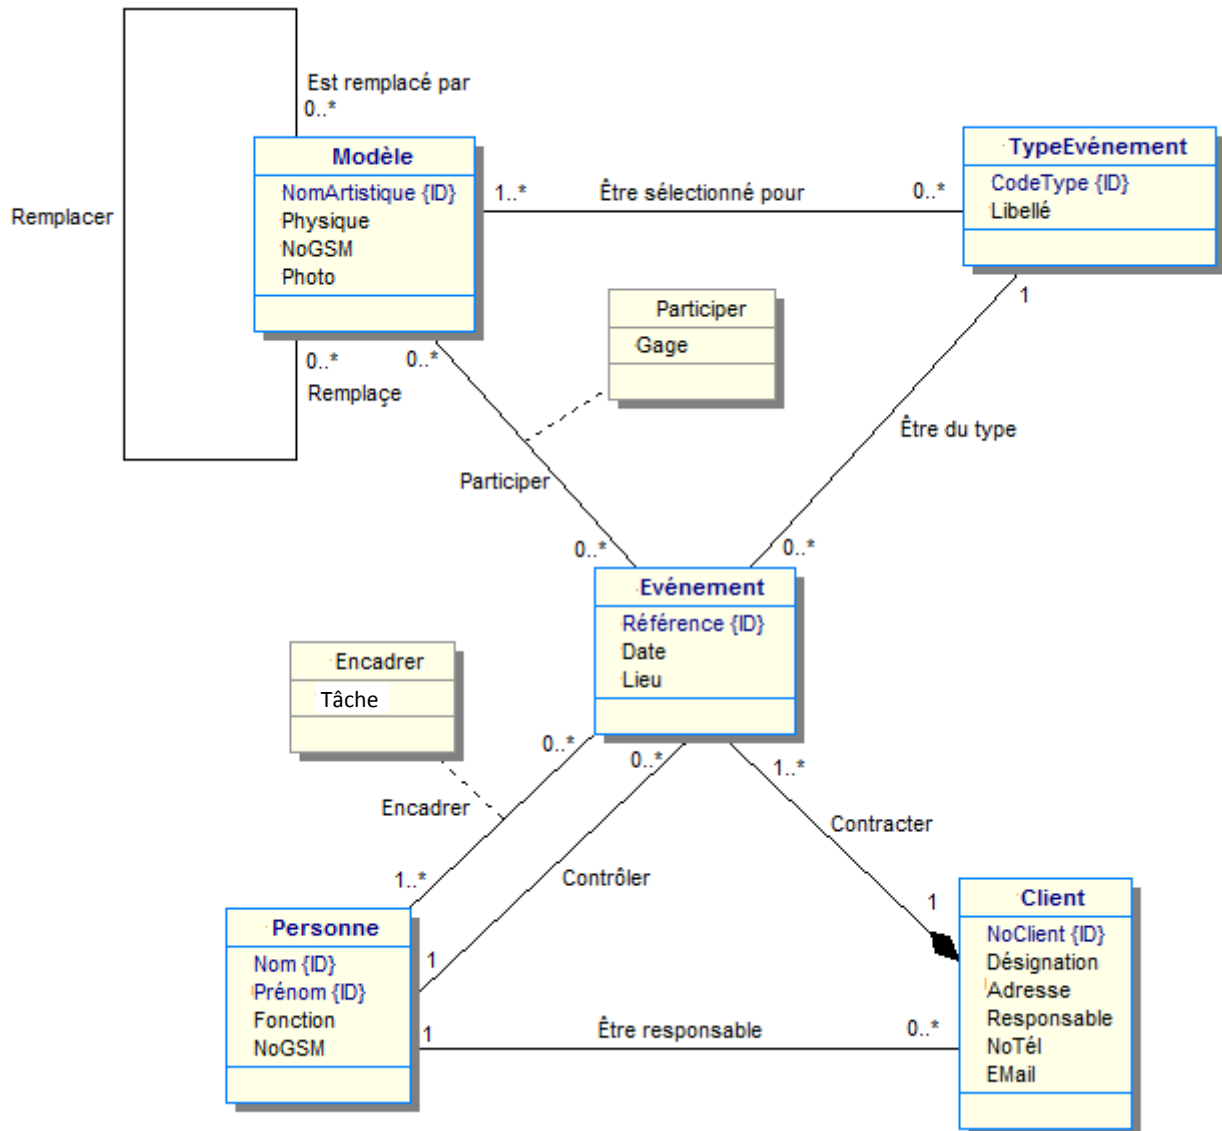 Est remplacé par
0..*
Modèle
NomArtistique {ID}
Physique
NoGSM
Photo
Remplacer
1..*
Être sélectionné pour
0..*
TypeEvénement
CodeType {ID}
Libellé
0..*
Remplaçe
0..*
Participer
Gage
1
Être du type
Participer
0..*
0..*
Evénement
Référence {ID}
Date
Lieu
Encadrer
Tâche
0..*
0..*
1..*
Encadrer
Contracter
1..*
Contrôler
1
1
Personne
Nom {ID}
Prénom {ID}
Fonction
NoGSM
1
Être responsable
0..*
Client
NoClient {ID}
Désignation
Adresse
Responsable
NoTél
EMail